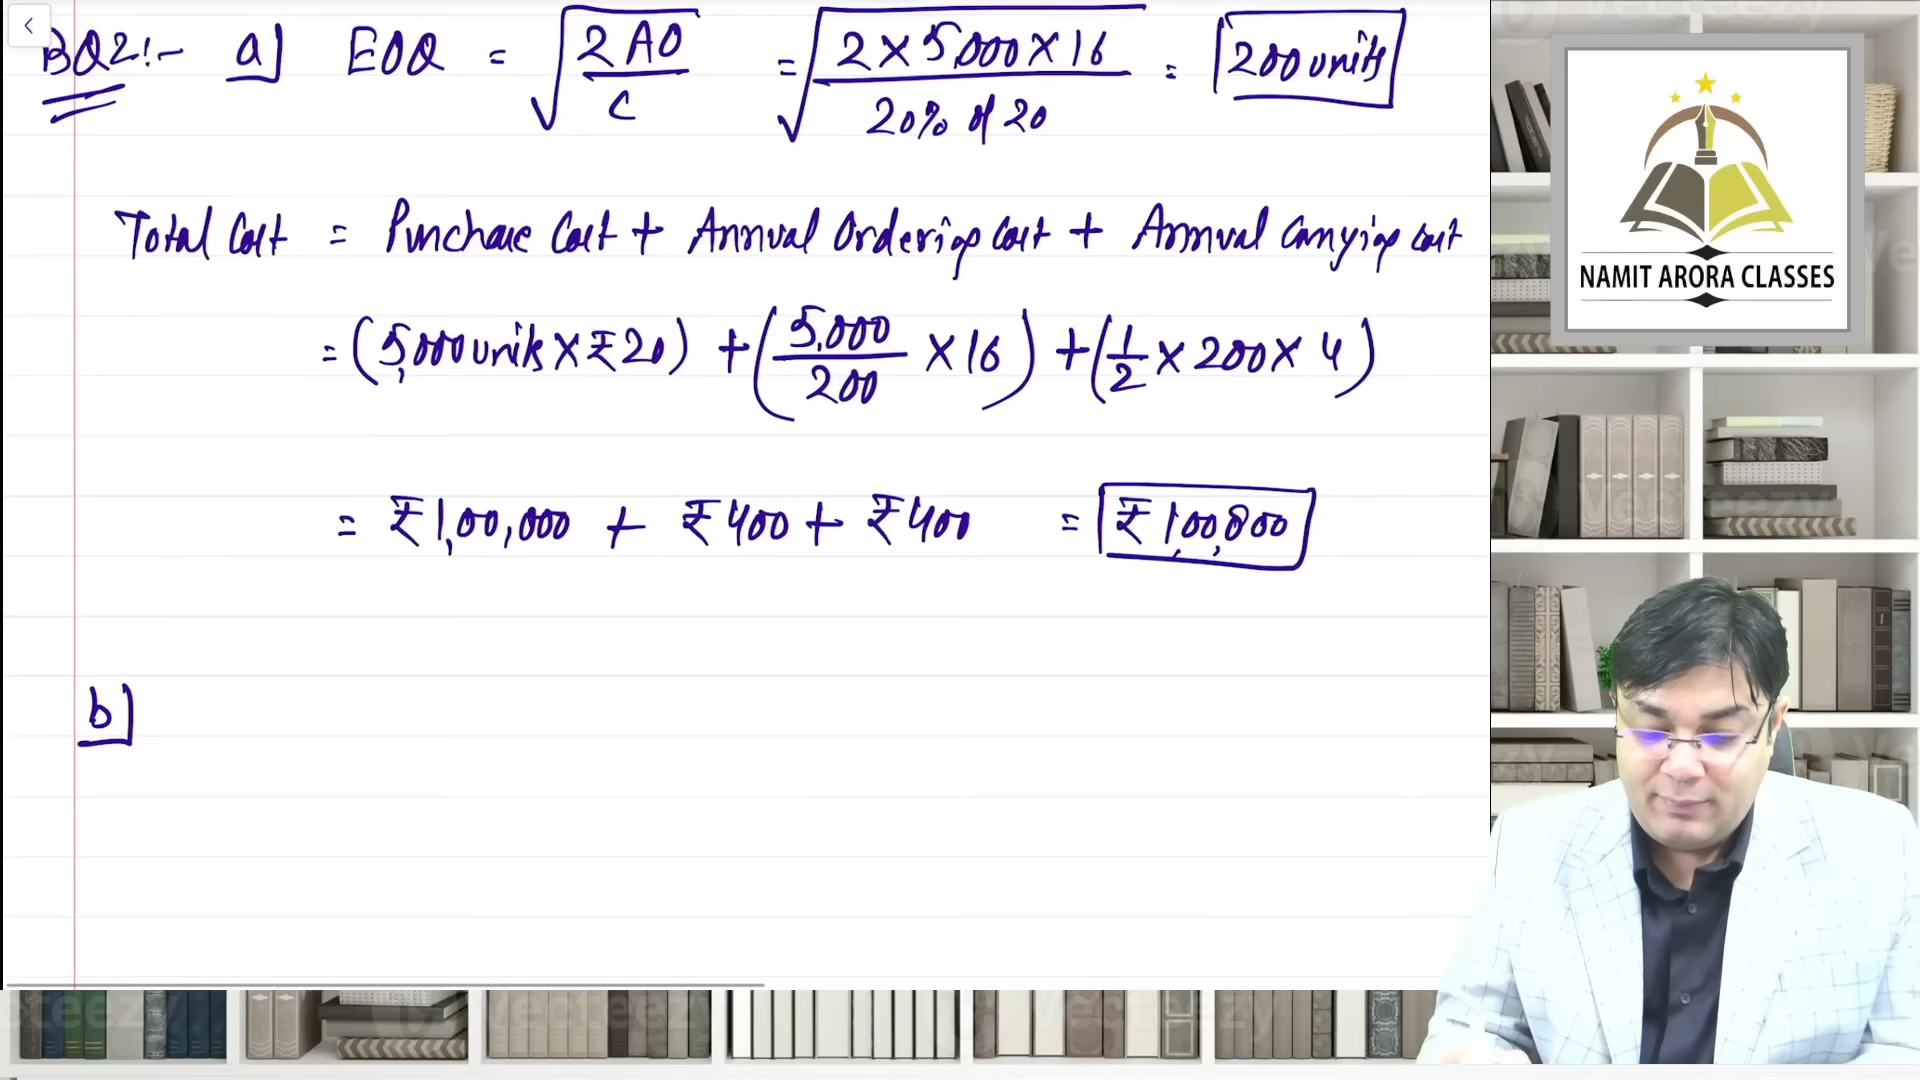 BQ2:- a] EOQ = √(2AO / C) = √(2 × 5,000 × 16 / 20% of 20) = 200 units
Total Cost = Purchase Cost + Annual Ordering Cost + Annual Carrying Cost
= (5,000 units × ₹20) + (5,000 / 200 × 16) + (1/2 × 200 × 4)
= ₹1,00,000 + ₹400 + ₹400 = ₹1,00,800
b]
NAMIT ARORA CLASSES